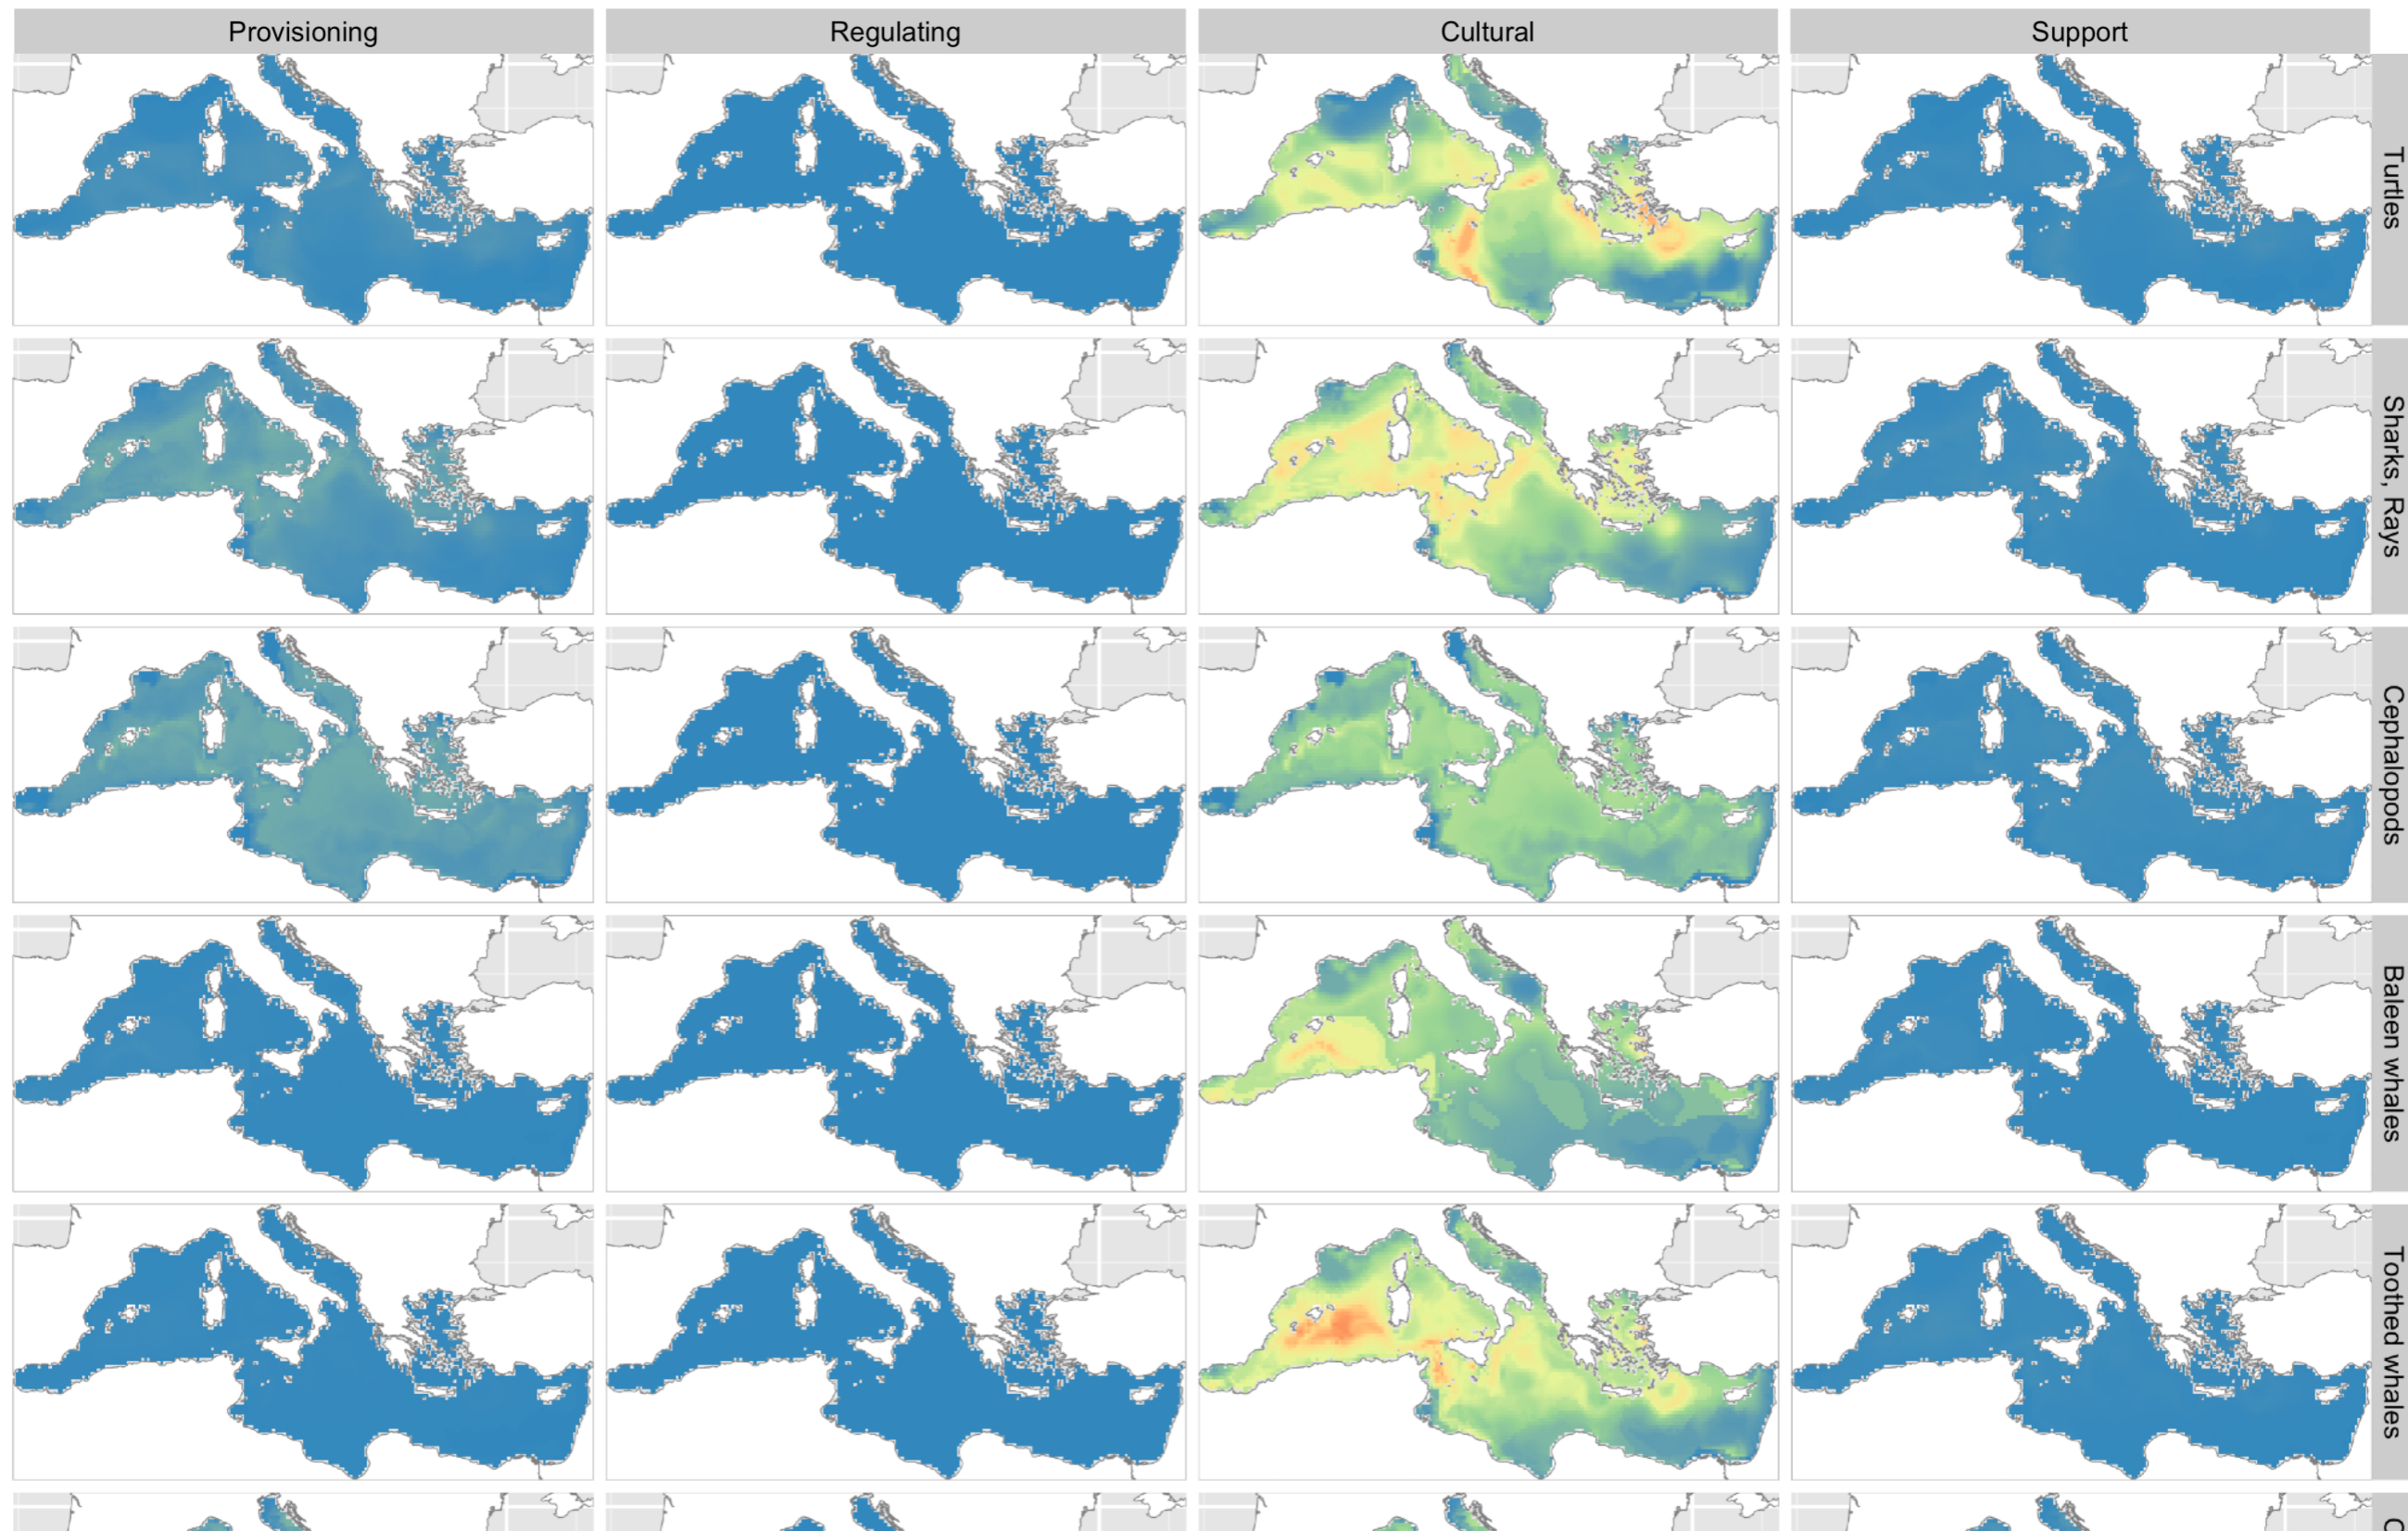 Provisioning
Regulating
Cultural
Support
Turtles
Sharks, Rays
Cephalopods
Baleen whales
Toothed whales